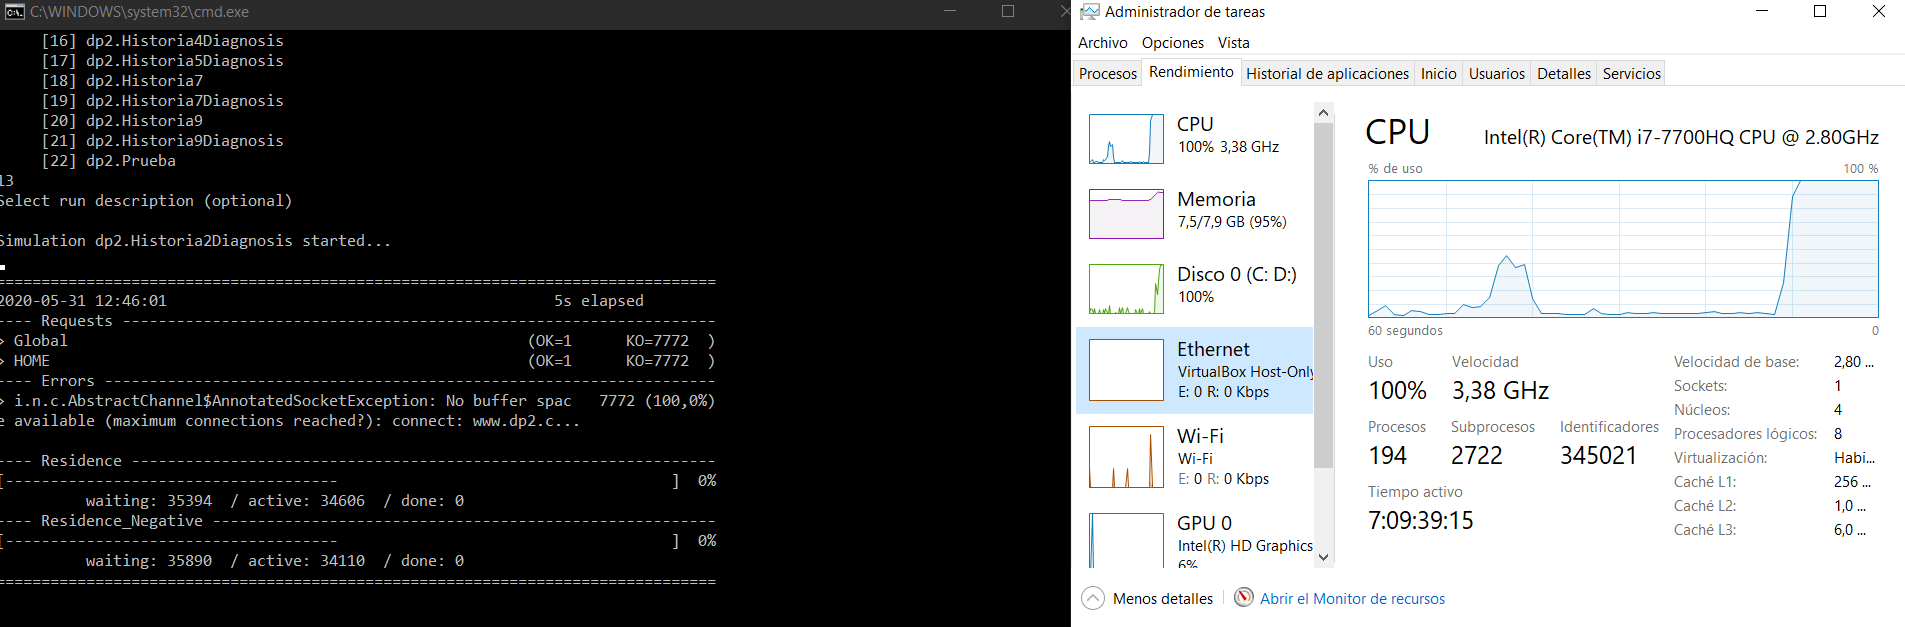 C:\WINDOWS\system32\cmd.exe
[16] dp2.Historia4Diagnosis
[17] dp2.Historia5Diagnosis
[18] dp2.Historia7
[19] dp2.Historia7Diagnosis
[20] dp2.Historia9
[21] dp2.Historia9Diagnosis
[22] dp2.Prueba
13
Select run description (optional)
Simulation dp2.Historia2Diagnosis started...
================================================================================
2020-05-31 12:46:01                                           5s elapsed
---- Requests ------------------------------------------------------------------
> Global                                                   (OK=1      KO=7772  )
> HOME                                                     (OK=1      KO=7772  )
---- Errors --------------------------------------------------------------------
> i.n.c.AbstractChannel$AnnotatedSocketException: No buffer spac   7772 (100,0%)
e available (maximum connections reached?): connect: www.dp2.c...
---- Residence -----------------------------------------------------------------
[--------------------------------------                                     ]  0%
waiting: 35394  / active: 34606  / done: 0
---- Residence_Negative --------------------------------------------------------
[--------------------------------------                                     ]  0%
waiting: 35890  / active: 34110  / done: 0
================================================================================
Administrador de tareas
Archivo Opciones Vista
Procesos Rendimiento Historial de aplicaciones Inicio Usuarios Detalles Servicios
CPU
100% 3,38 GHz
Memoria
7,5/7,9 GB (95%)
Disco 0 (C: D:)
100%
Ethernet
VirtualBox Host-Only
E: 0 R: 0 Kbps
Wi-Fi
Wi-Fi
E: 0 R: 0 Kbps
GPU 0
Intel(R) HD Graphics
6%
CPU Intel(R) Core(TM) i7-7700HQ CPU @ 2.80GHz
% de uso 100 %
60 segundos 0
Uso Velocidad
100% 3,38 GHz
Procesos Subprocesos Identificadores
194 2722 345021
Tiempo activo
7:09:39:15
Velocidad de base: 2,80 ...
Sockets: 1
Núcleos: 4
Procesadores lógicos: 8
Virtualización: Habi...
Caché L1: 256 ...
Caché L2: 1,0 ...
Caché L3: 6,0 ...
Menos detalles Abrir el Monitor de recursos